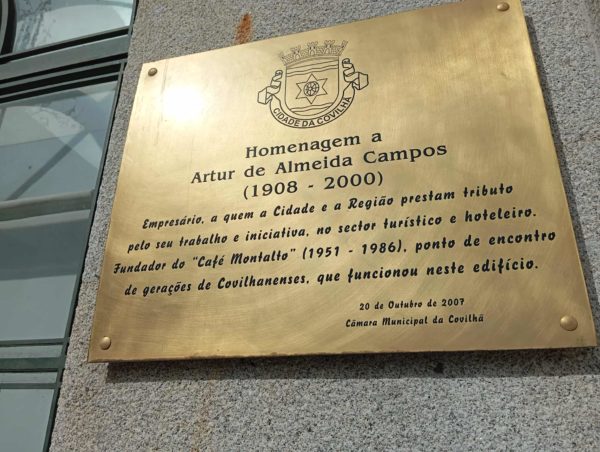 CIDADE DA COVILHÃ
Homenagem a
Artur de Almeida Campos
(1908 - 2000)
Empresário, a quem a Cidade e a Região prestam tributo
pelo seu trabalho e iniciativa, no sector turístico e hoteleiro.
Fundador do "Café Montalto" (1951 - 1986), ponto de encontro
de gerações de Covilhanenses, que funcionou neste edifício.
20 de Outubro de 2007
Câmara Municipal da Covilhã